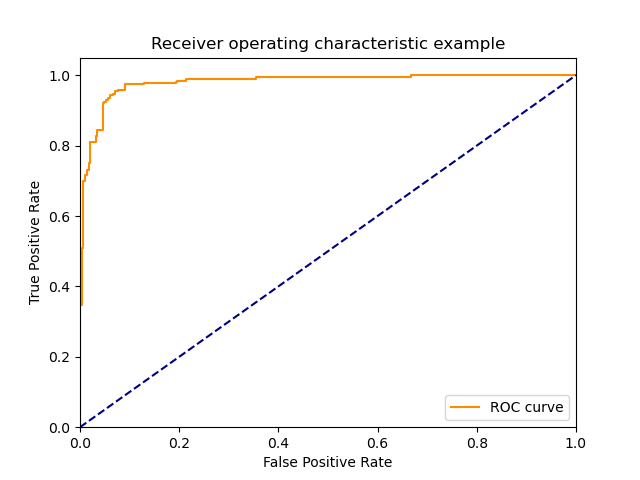 Receiver operating characteristic example
True Positive Rate
1.0
0.8
0.6
0.4
0.2
0.0
0.0 0.2 0.4 0.6 0.8 1.0
False Positive Rate
ROC curve